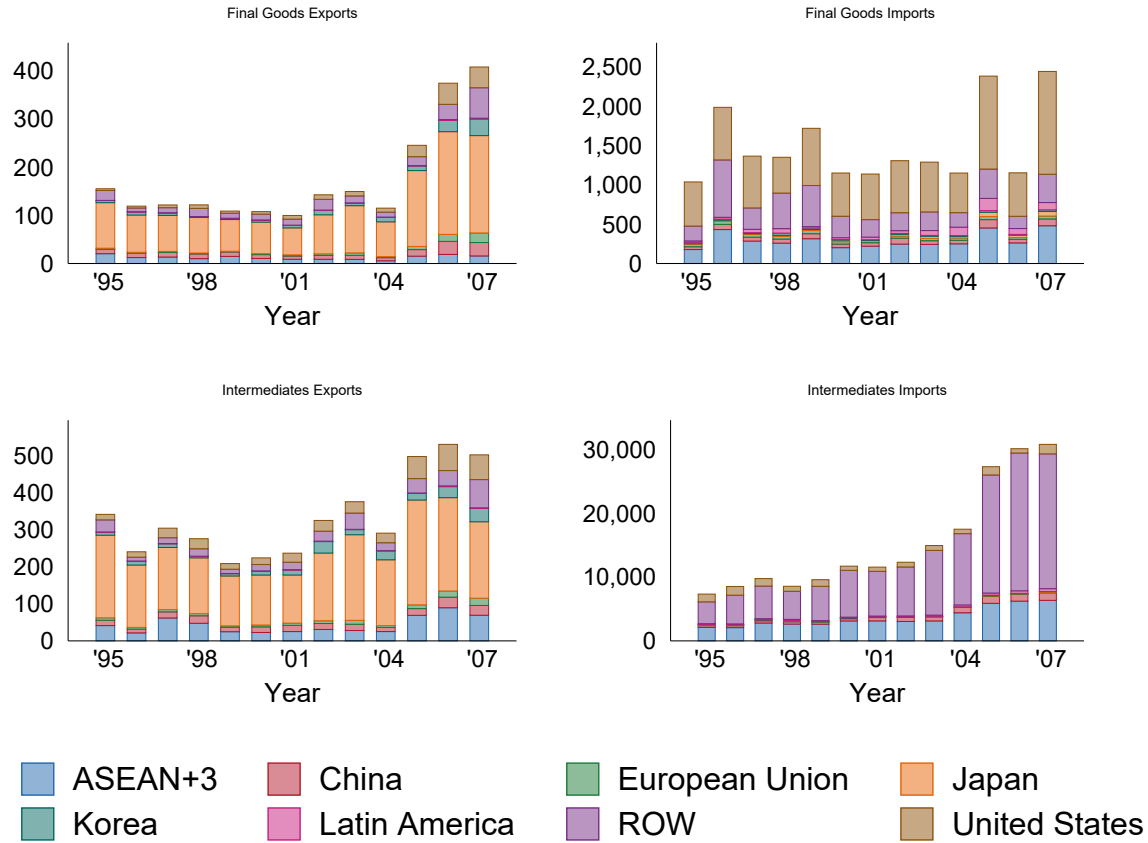 Final Goods Exports
400
300
200
100
0
'95 '98 '01 '04 '07
Year
Final Goods Imports
2,500
2,000
1,500
1,000
500
0
'95 '98 '01 '04 '07
Year
Intermediates Exports
500
400
300
200
100
0
'95 '98 '01 '04 '07
Year
Intermediates Imports
30,000
20,000
10,000
0
'95 '98 '01 '04 '07
Year
ASEAN+3 China European Union Japan
Korea Latin America ROW United States